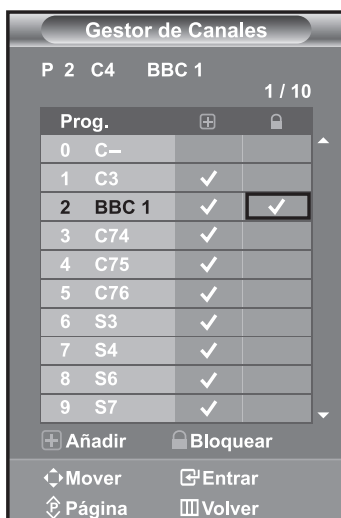 Gestor de Canales
P 2 C4 BBC 1
1 / 10
Prog.
0 C–
1 C3
2 BBC 1
3 C74
4 C75
5 C76
6 S3
7 S4
8 S6
9 S7
Añadir Bloquear
Mover Entrar
Página Volver